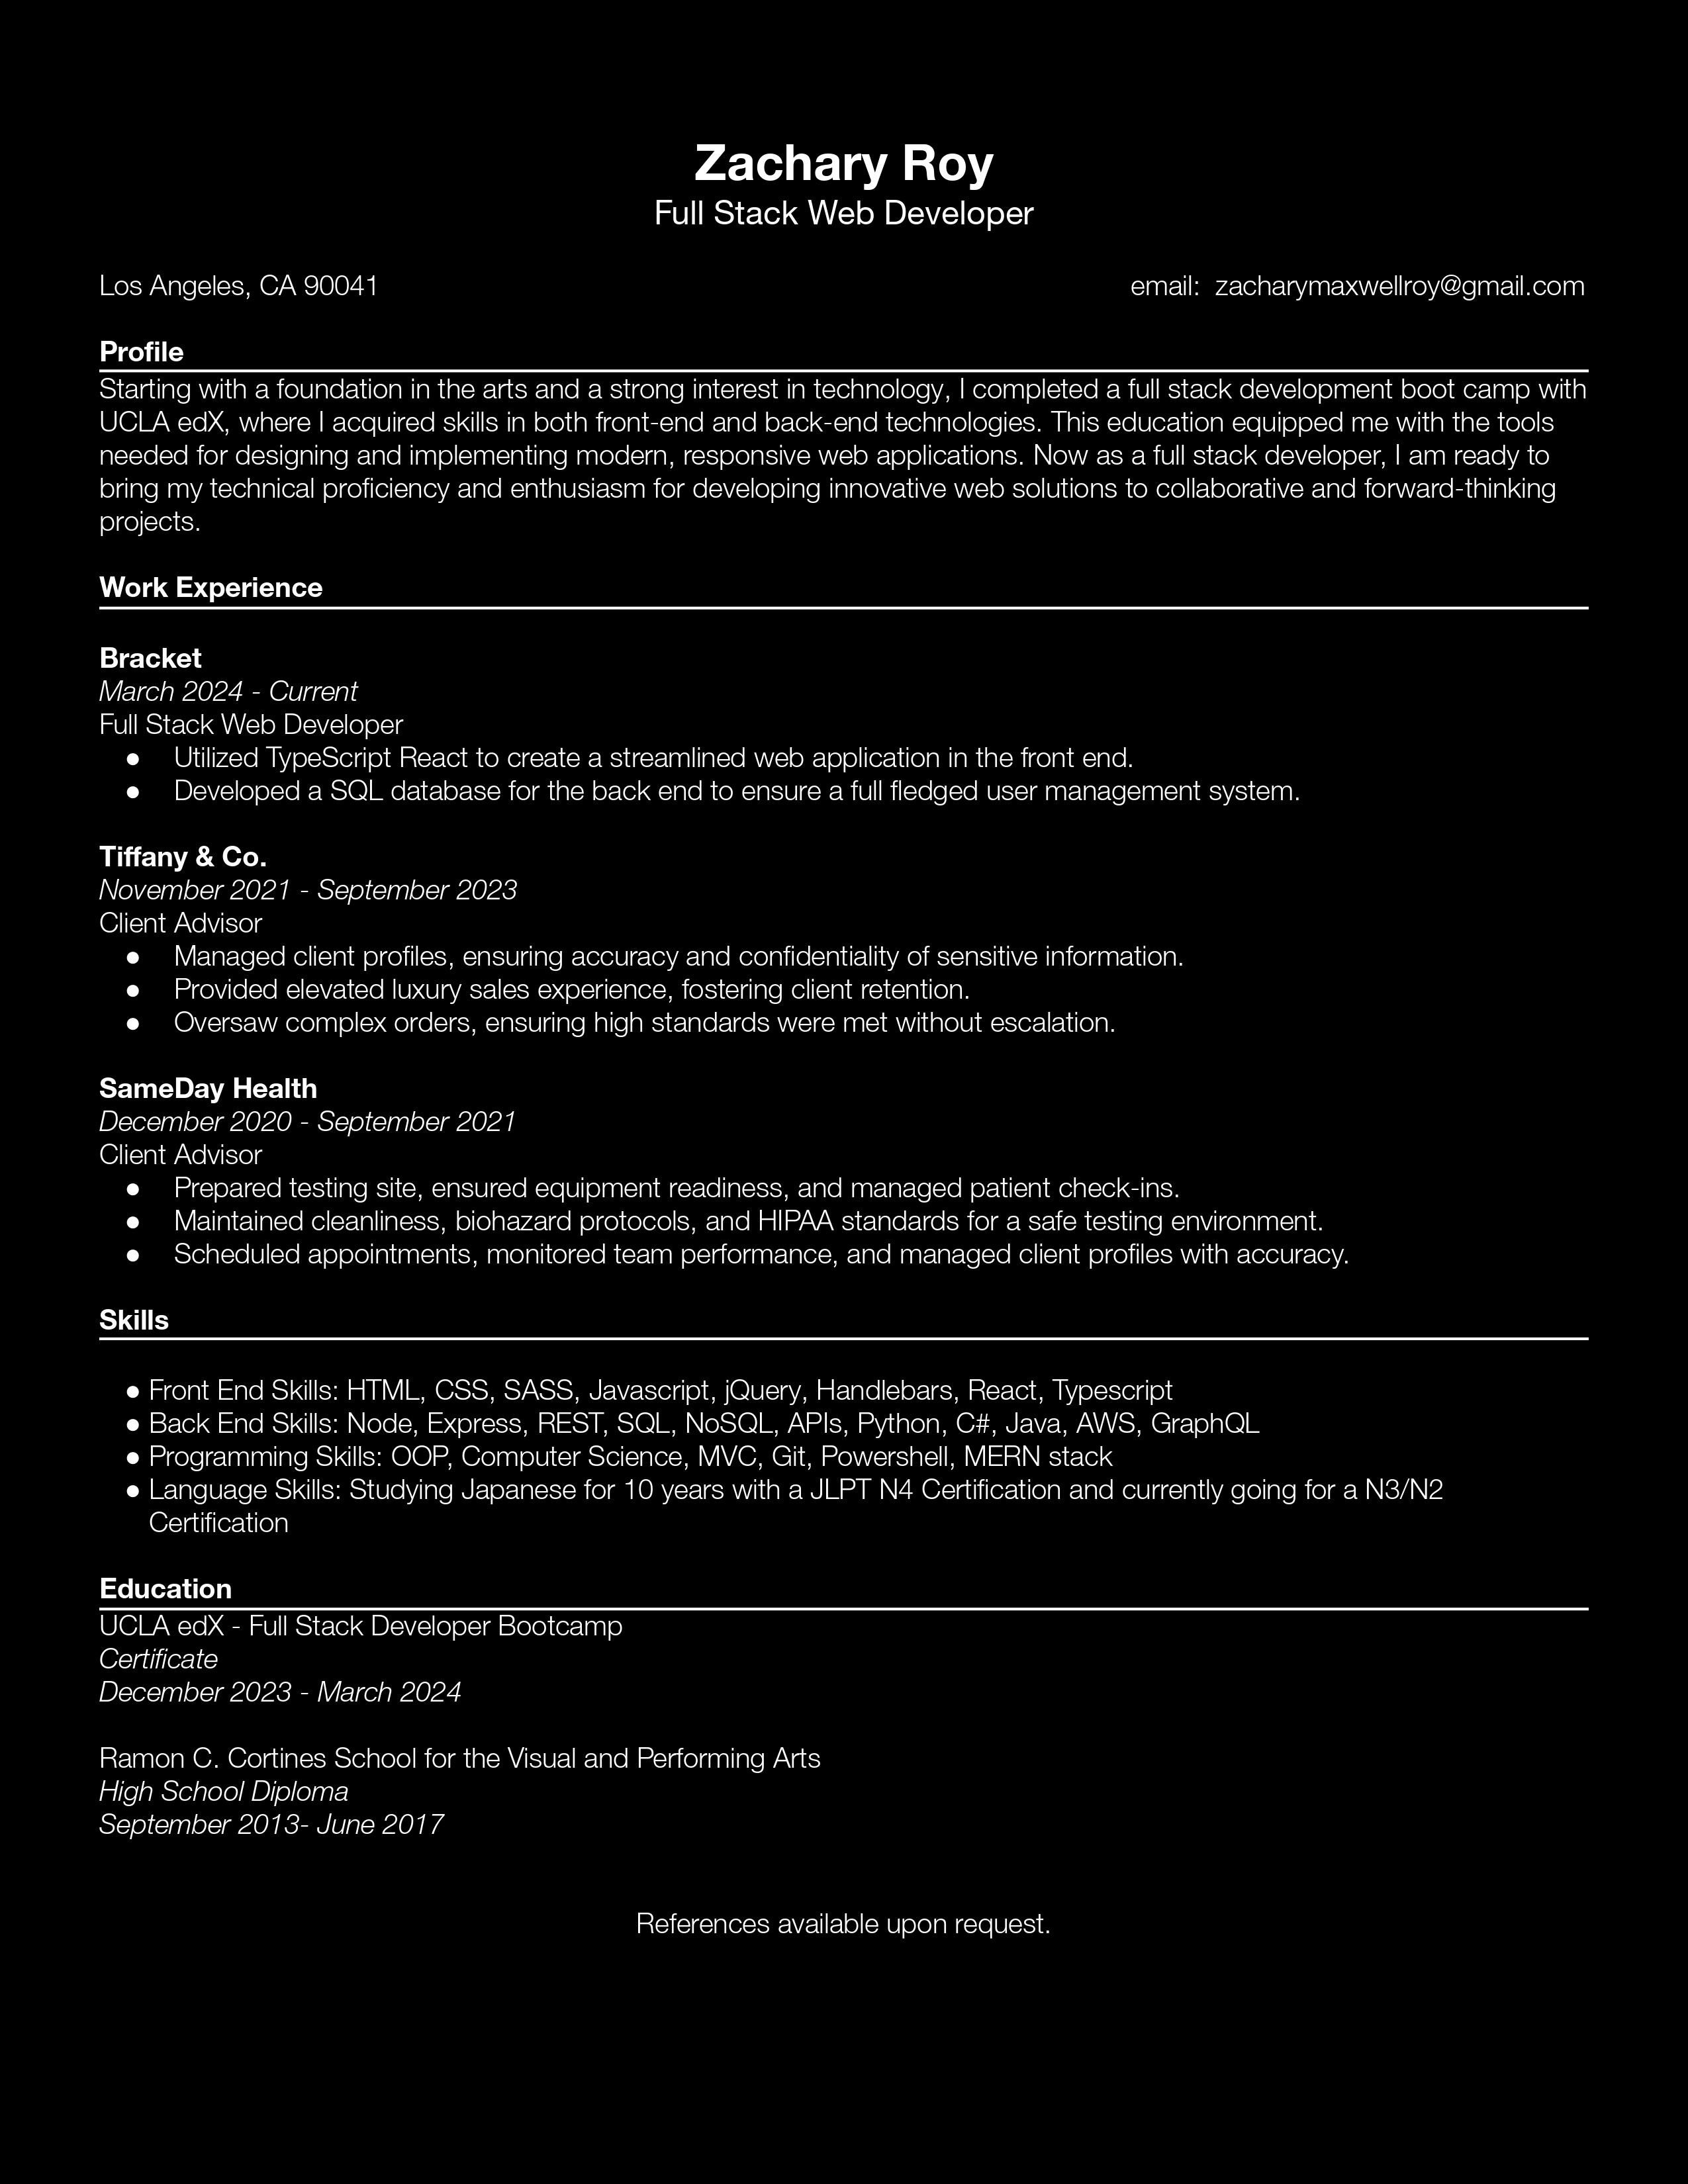 Zachary Roy
Full Stack Web Developer
Los Angeles, CA 90041 email: zacharymaxwellroy@gmail.com
Profile
Starting with a foundation in the arts and a strong interest in technology, I completed a full stack development boot camp with
UCLA edX, where I acquired skills in both front-end and back-end technologies. This education equipped me with the tools
needed for designing and implementing modern, responsive web applications. Now as a full stack developer, I am ready to
bring my technical proficiency and enthusiasm for developing innovative web solutions to collaborative and forward-thinking
projects.
Work Experience
Bracket
March 2024 - Current
Full Stack Web Developer
● Utilized TypeScript React to create a streamlined web application in the front end.
● Developed a SQL database for the back end to ensure a full fledged user management system.
Tiffany & Co.
November 2021 - September 2023
Client Advisor
● Managed client profiles, ensuring accuracy and confidentiality of sensitive information.
● Provided elevated luxury sales experience, fostering client retention.
● Oversaw complex orders, ensuring high standards were met without escalation.
SameDay Health
December 2020 - September 2021
Client Advisor
● Prepared testing site, ensured equipment readiness, and managed patient check-ins.
● Maintained cleanliness, biohazard protocols, and HIPAA standards for a safe testing environment.
● Scheduled appointments, monitored team performance, and managed client profiles with accuracy.
Skills
● Front End Skills: HTML, CSS, SASS, Javascript, jQuery, Handlebars, React, Typescript
● Back End Skills: Node, Express, REST, SQL, NoSQL, APIs, Python, C#, Java, AWS, GraphQL
● Programming Skills: OOP, Computer Science, MVC, Git, Powershell, MERN stack
● Language Skills: Studying Japanese for 10 years with a JLPT N4 Certification and currently going for a N3/N2
Certification
Education
UCLA edX - Full Stack Developer Bootcamp
Certificate
December 2023 - March 2024
Ramon C. Cortines School for the Visual and Performing Arts
High School Diploma
September 2013- June 2017
References available upon request.